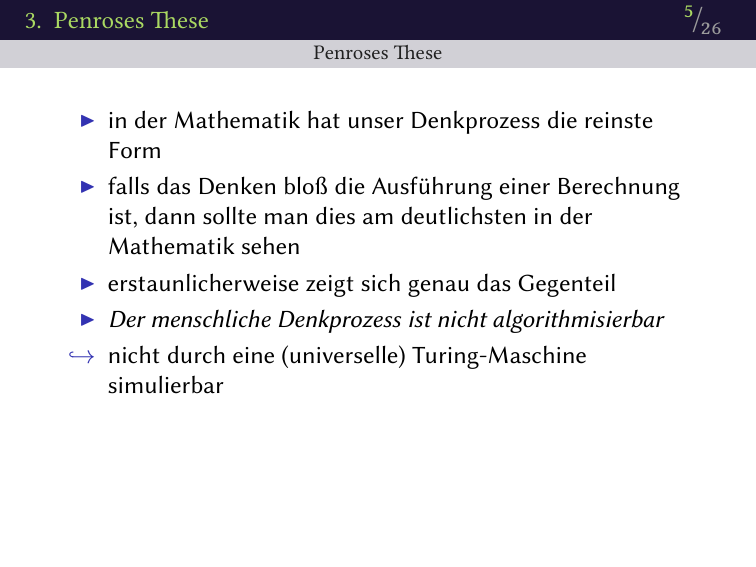 3. Penroses These
5/26
Penroses These
in der Mathematik hat unser Denkprozess die reinste
Form
falls das Denken bloß die Ausführung einer Berechnung
ist, dann sollte man dies am deutlichsten in der
Mathematik sehen
erstaunlicherweise zeigt sich genau das Gegenteil
Der menschliche Denkprozess ist nicht algorithmisierbar
nicht durch eine (universelle) Turing-Maschine
simulierbar